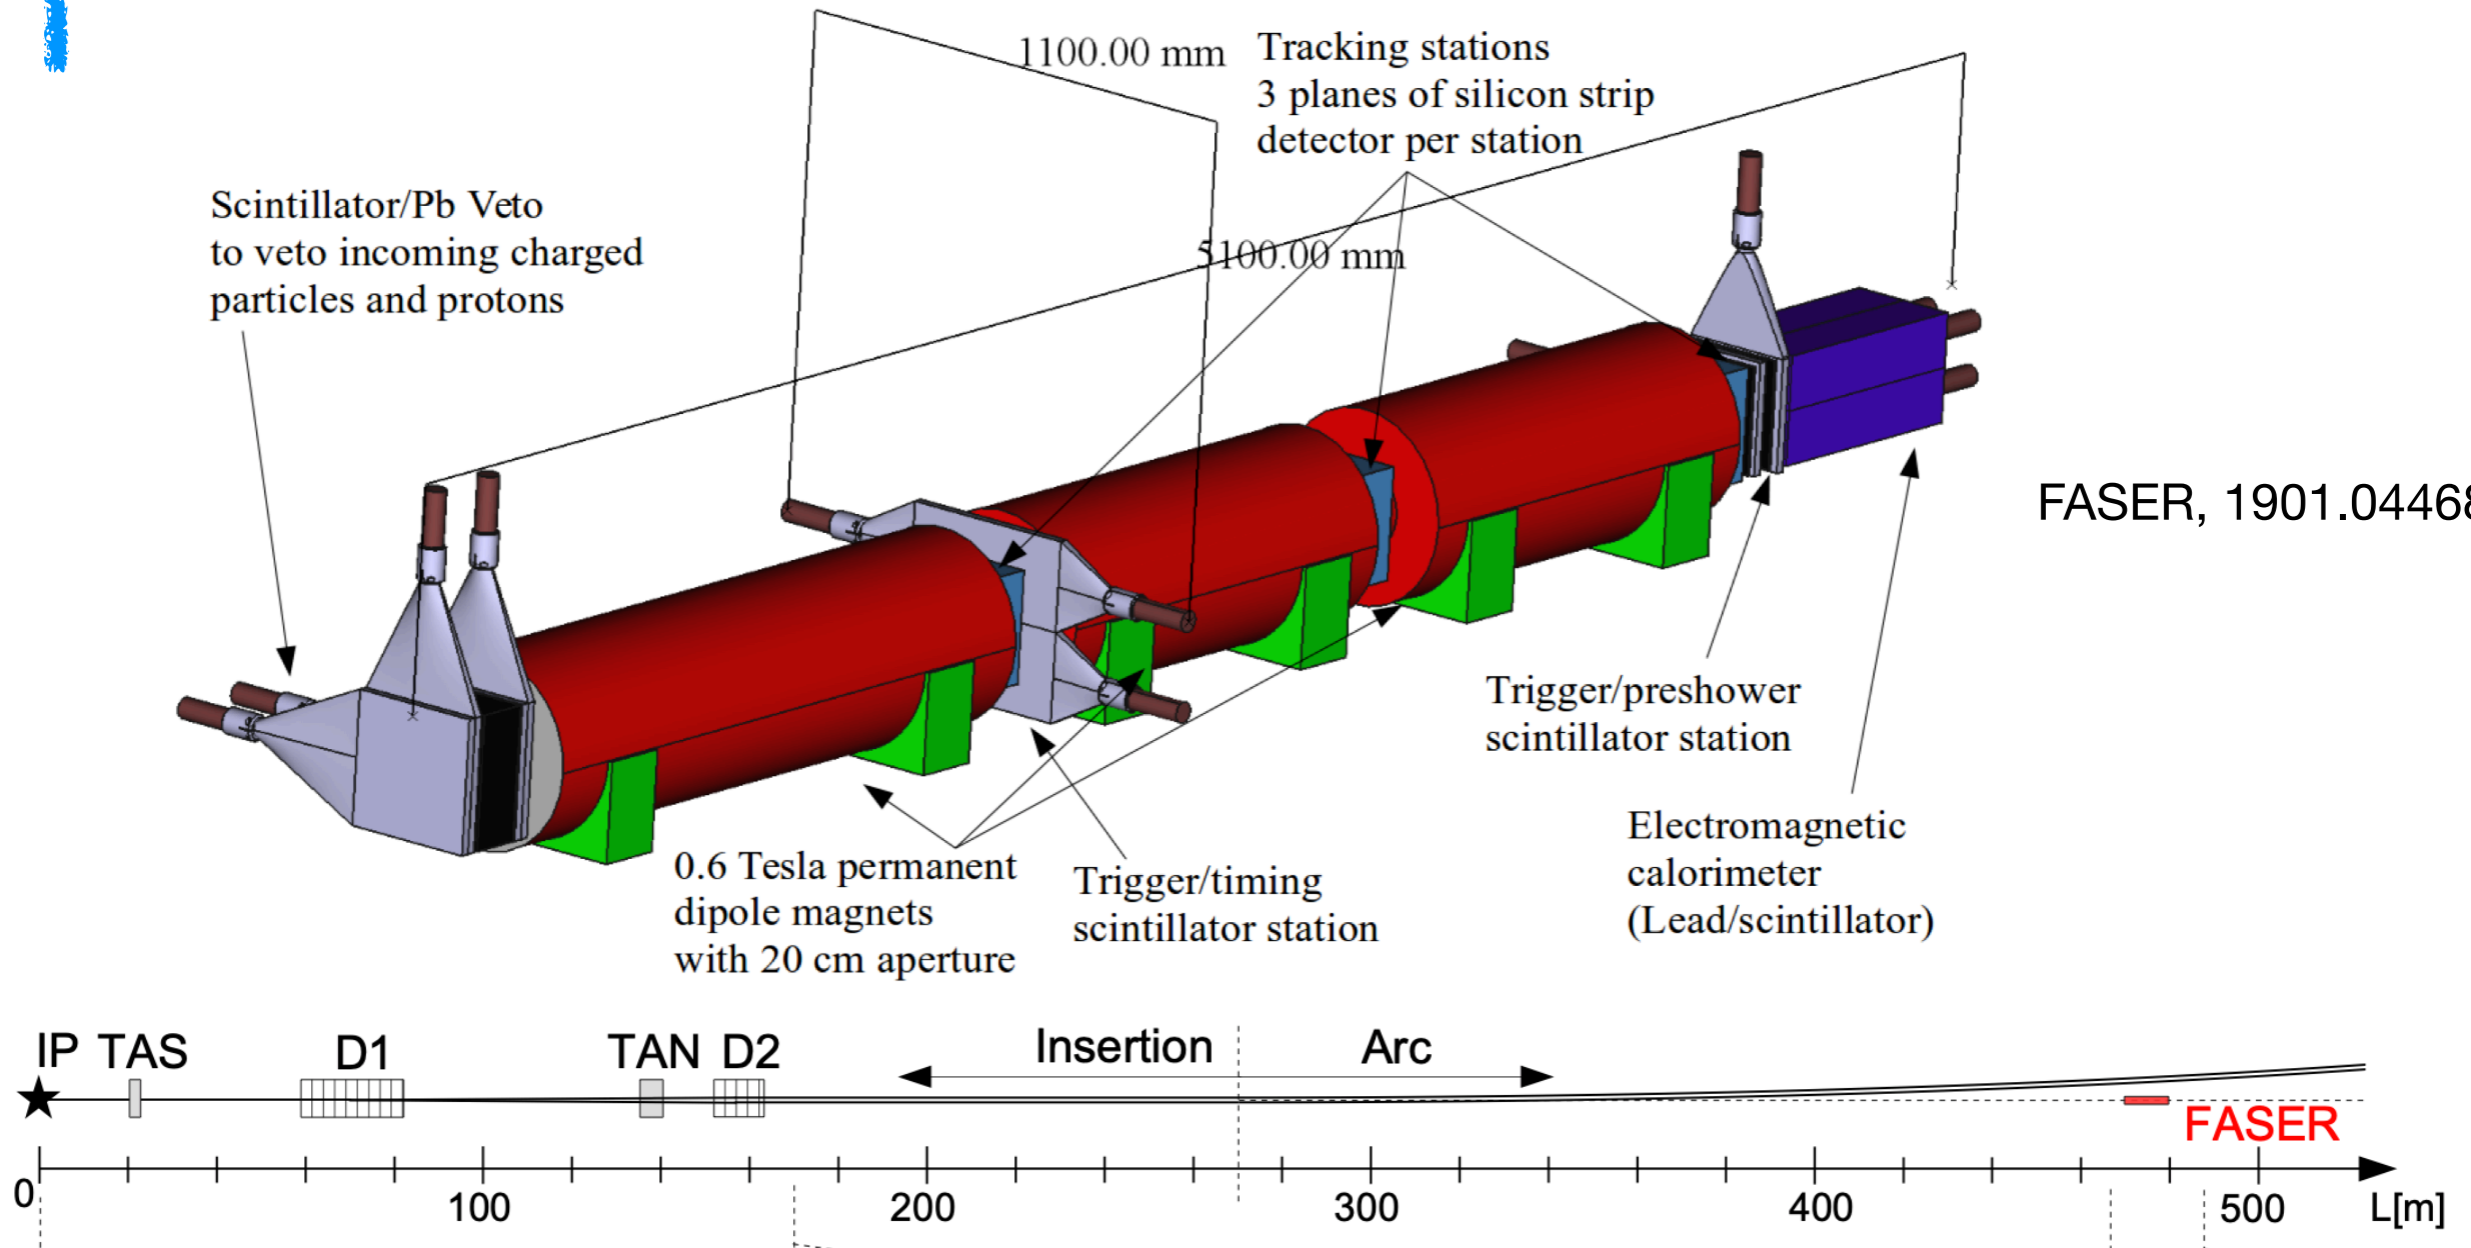 1100.00 mm
Tracking stations
3 planes of silicon strip
detector per station
Scintillator/Pb Veto
to veto incoming charged
particles and protons
5100.00 mm
FASER, 1901.04468
Trigger/preshower
scintillator station
Electromagnetic
calorimeter
(Lead/scintillator)
0.6 Tesla permanent
dipole magnets
with 20 cm aperture
Trigger/timing
scintillator station
IP TAS D1 TAN D2 Insertion Arc
FASER
0 100 200 300 400 500 L[m]